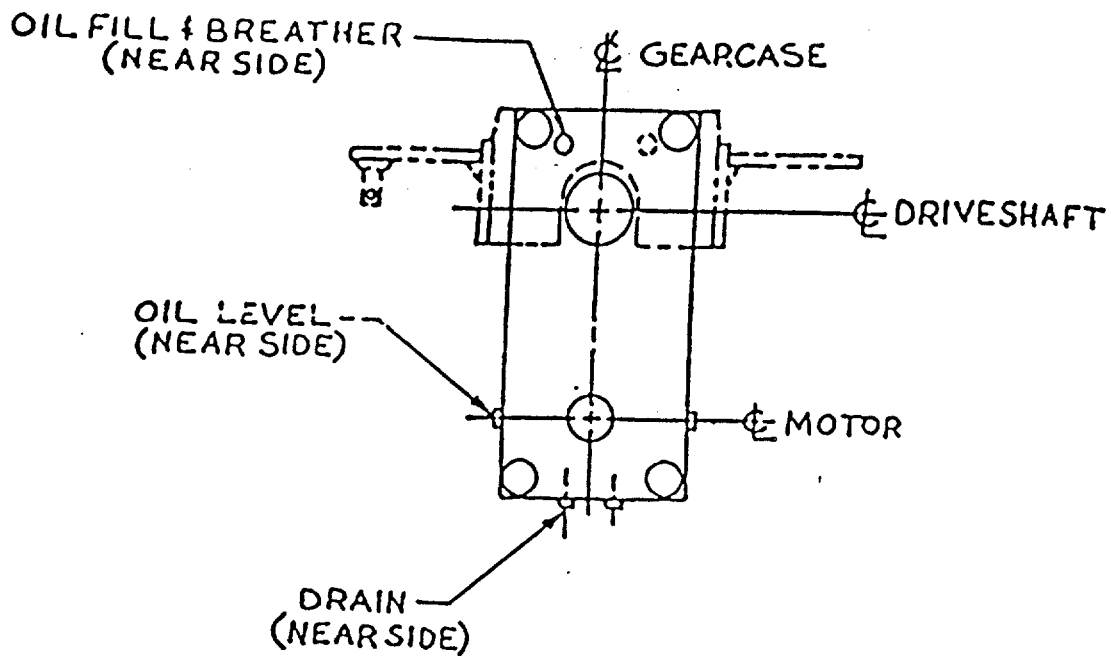 OIL FILL & BREATHER
(NEAR SIDE)
℄ GEARCASE
℄ DRIVESHAFT
OIL LEVEL
(NEAR SIDE)
℄ MOTOR
DRAIN
(NEAR SIDE)